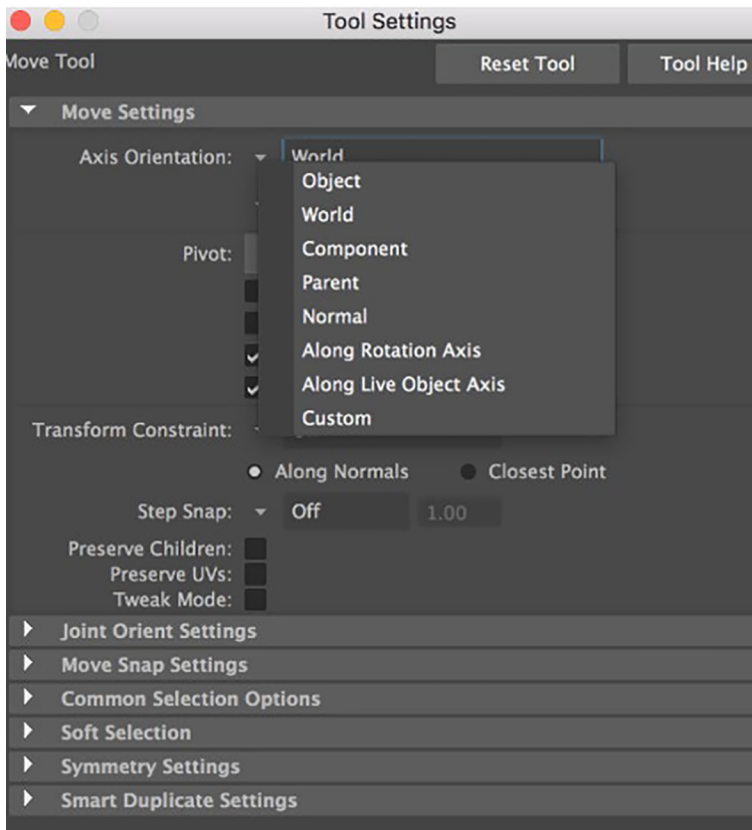 Tool Settings
Move Tool Reset Tool Tool Help
Move Settings
Axis Orientation: World
Object
World
Component
Pivot:
Parent
Normal
Along Rotation Axis
Along Live Object Axis
Custom
Transform Constraint:
Along Normals Closest Point
Step Snap: Off 1.00
Preserve Children:
Preserve UVs:
Tweak Mode:
Joint Orient Settings
Move Snap Settings
Common Selection Options
Soft Selection
Symmetry Settings
Smart Duplicate Settings